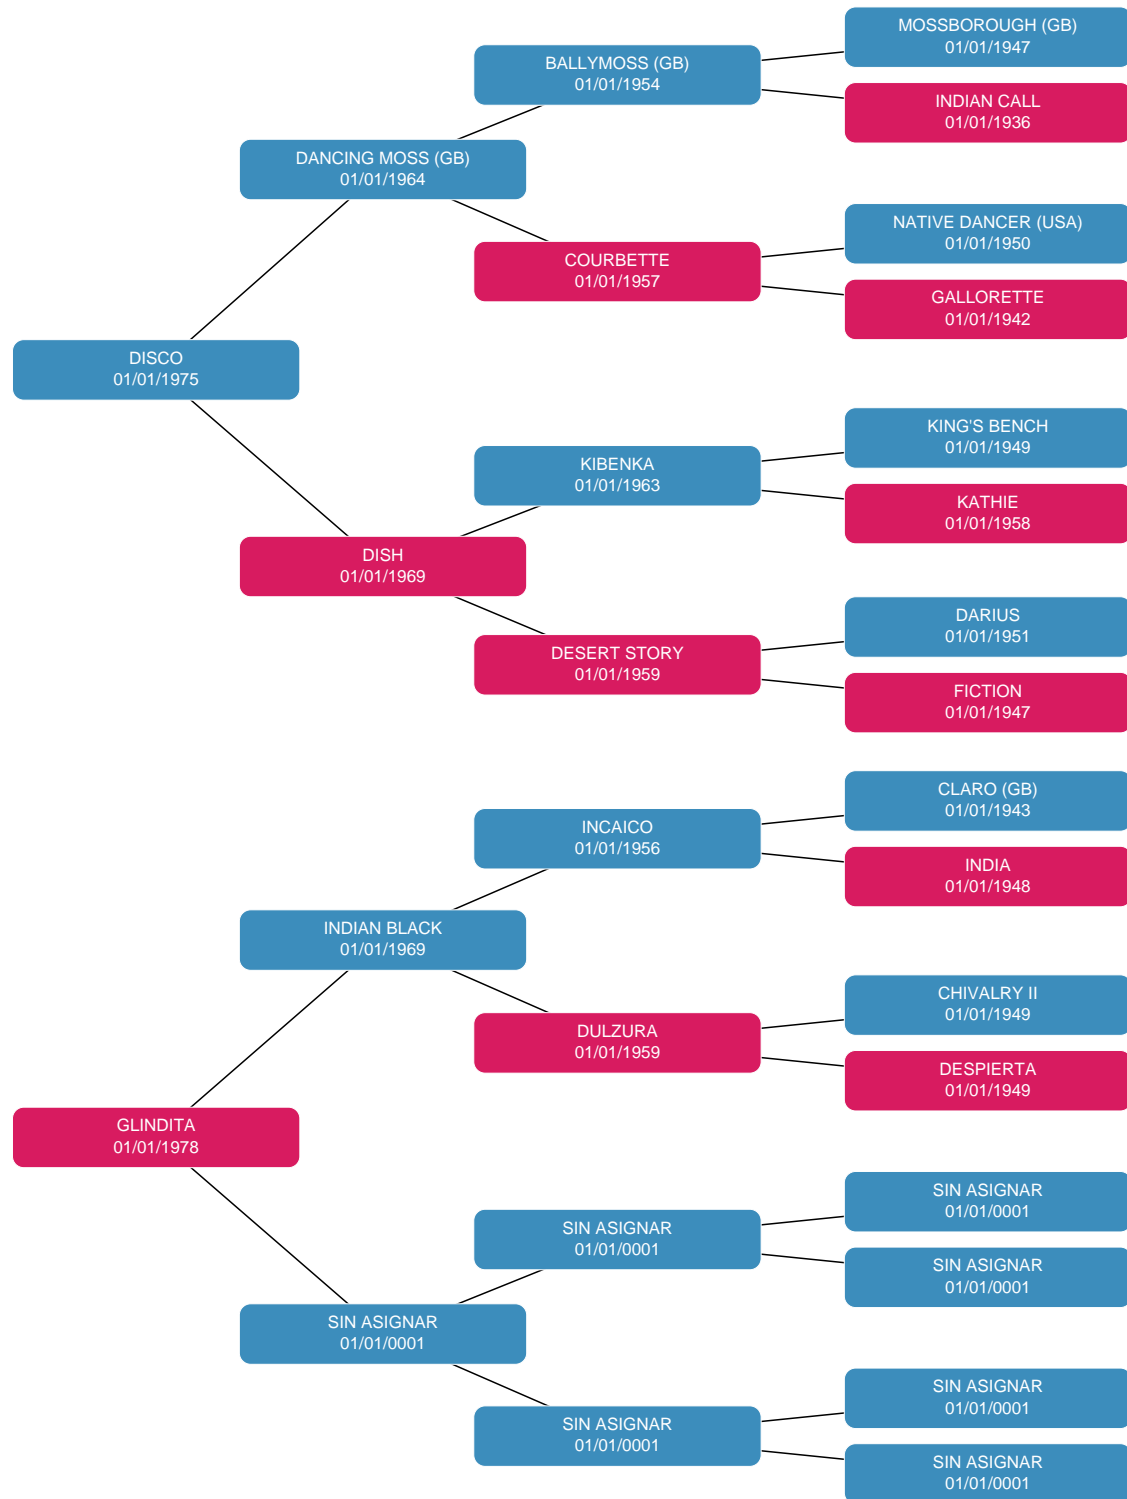 MOSSBOROUGH (GB)
01/01/1947
BALLYMOSS (GB)
01/01/1954
INDIAN CALL
01/01/1936
DANCING MOSS (GB)
01/01/1964
NATIVE DANCER (USA)
01/01/1950
COURBETTE
01/01/1957
GALLORETTE
01/01/1942
DISCO
01/01/1975
KING'S BENCH
01/01/1949
KIBENKA
01/01/1963
KATHIE
01/01/1958
DISH
01/01/1969
DARIUS
01/01/1951
DESERT STORY
01/01/1959
FICTION
01/01/1947
CLARO (GB)
01/01/1943
INCAICO
01/01/1956
INDIA
01/01/1948
INDIAN BLACK
01/01/1969
CHIVALRY II
01/01/1949
DULZURA
01/01/1959
DESPIERTA
01/01/1949
GLINDITA
01/01/1978
SIN ASIGNAR
01/01/0001
SIN ASIGNAR
01/01/0001
SIN ASIGNAR
01/01/0001
SIN ASIGNAR
01/01/0001
SIN ASIGNAR
01/01/0001
SIN ASIGNAR
01/01/0001
SIN ASIGNAR
01/01/0001